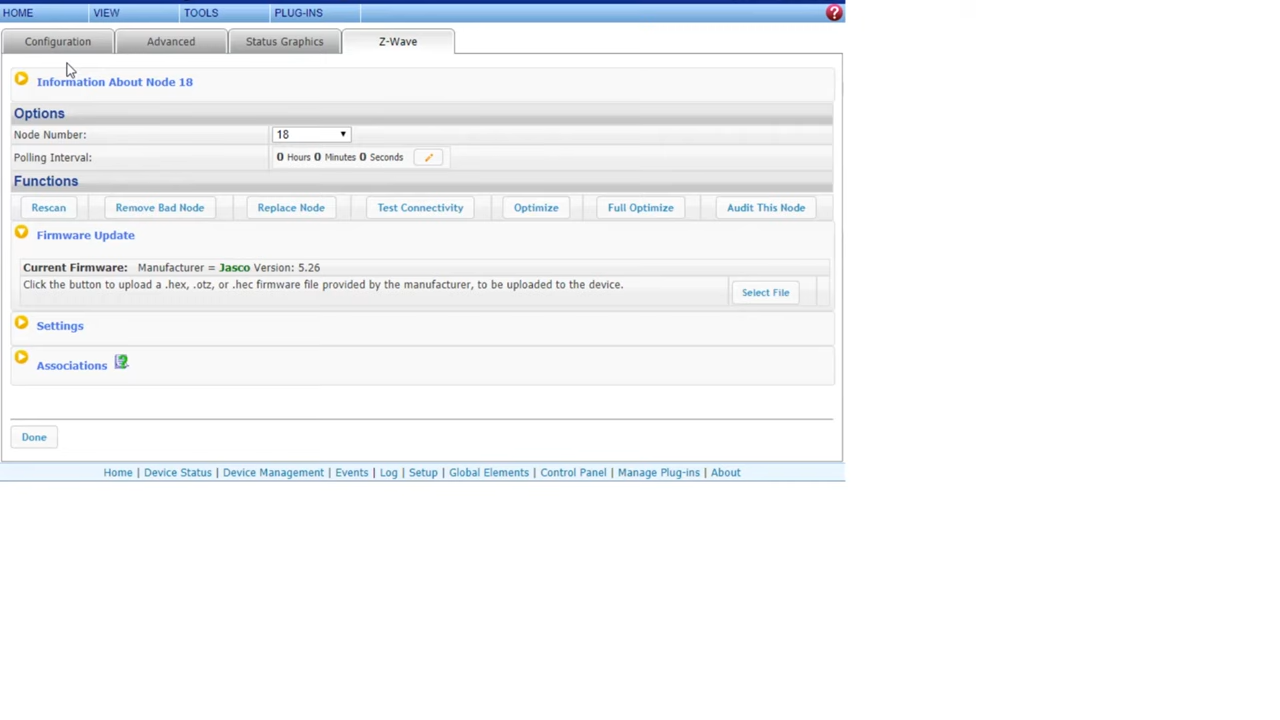 HOME VIEW TOOLS PLUG-INS ?
Configuration Advanced Status Graphics Z-Wave
Information About Node 18
Options
Node Number: 18
Polling Interval: 0 Hours 0 Minutes 0 Seconds
Functions
Rescan Remove Bad Node Replace Node Test Connectivity Optimize Full Optimize Audit This Node
Firmware Update
Current Firmware: Manufacturer = Jasco Version: 5.26
Click the button to upload a .hex, .otz, or .hec firmware file provided by the manufacturer, to be uploaded to the device. Select File
Settings
Associations
Done
Home | Device Status | Device Management | Events | Log | Setup | Global Elements | Control Panel | Manage Plug-ins | About